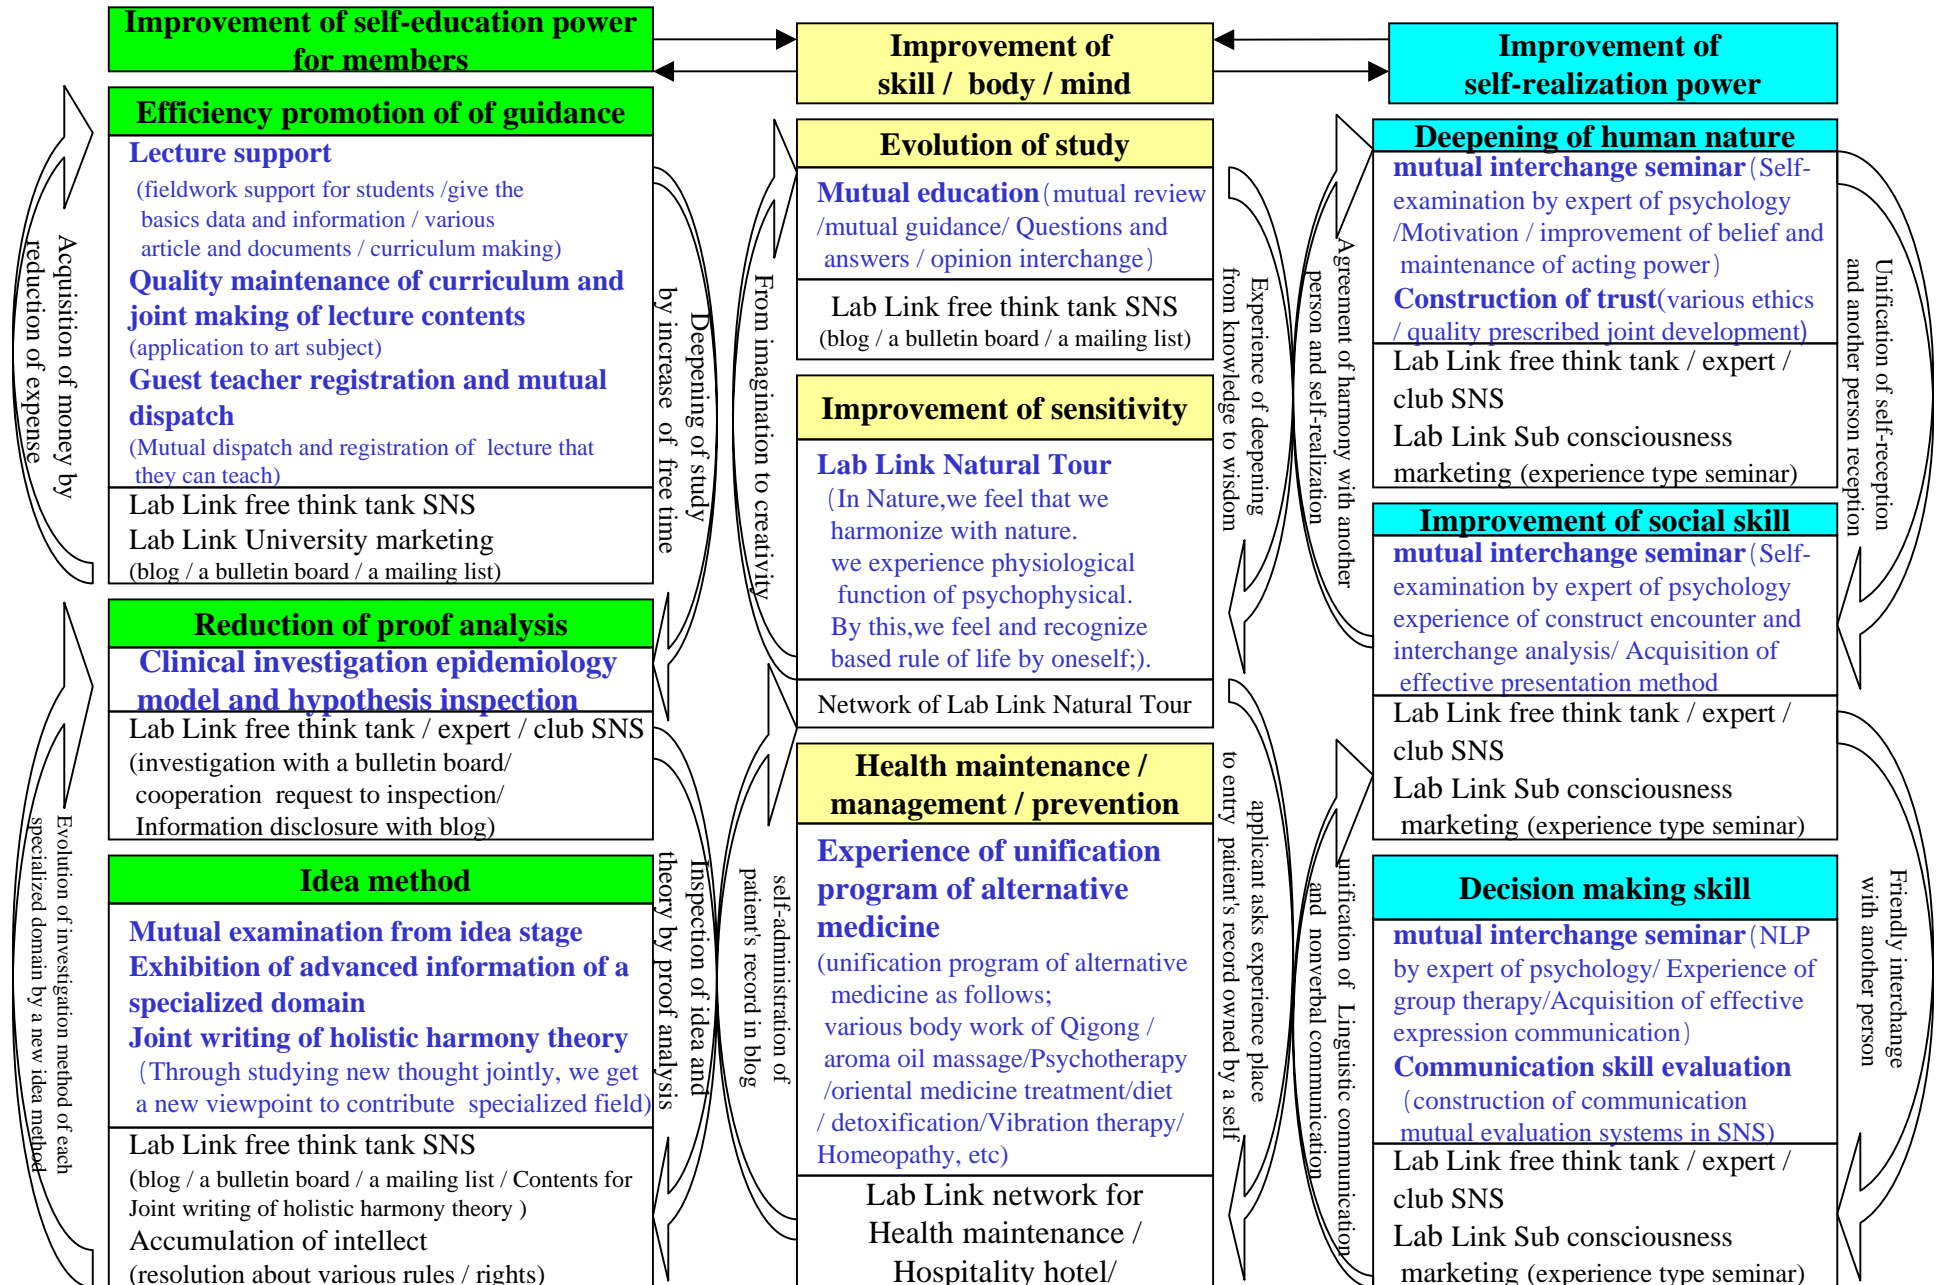 Improvement of self-education power
for members
Efficiency promotion of of guidance
Lecture support
(fieldwork support for students /give the
basics data and information / various
article and documents / curriculum making)
Quality maintenance of curriculum and
joint making of lecture contents
(application to art subject)
Guest teacher registration and mutual
dispatch
(Mutual dispatch and registration of lecture that
they can teach)
Lab Link free think tank SNS
Lab Link University marketing
(blog / a bulletin board / a mailing list)
Acquisition of money by
reduction of expense
Deepening of study
by increase of free time
Reduction of proof analysis
Clinical investigation epidemiology
model and hypothesis inspection
Lab Link free think tank / expert / club SNS
(investigation with a bulletin board/
cooperation request to inspection/
Information disclosure with blog)
Idea method
Mutual examination from idea stage
Exhibition of advanced information of a
specialized domain
Joint writing of holistic harmony theory
(Through studying new thought jointly, we get
a new viewpoint to contribute specialized field)
Lab Link free think tank SNS
(blog / a bulletin board / a mailing list / Contents for
Joint writing of holistic harmony theory )
Accumulation of intellect
(resolution about various rules / rights)
Evolution of investigation method of each
specialized domain by a new idea method
Inspection of idea and
theory by proof analysis
Improvement of
skill / body / mind
Evolution of study
Mutual education (mutual review
/mutual guidance/ Questions and
answers / opinion interchange)
Lab Link free think tank SNS
(blog / a bulletin board / a mailing list)
From imagination to creativity
Experience of deepening
from knowledge to wisdom
Improvement of sensitivity
Lab Link Natural Tour
(In Nature,we feel that we
harmonize with nature.
we experience physiological
function of psychophysical.
By this,we feel and recognize
based rule of life by oneself;).
Network of Lab Link Natural Tour
Health maintenance /
management / prevention
Experience of unification
program of alternative
medicine
(unification program of alternative
medicine as follows;
various body work of Qigong /
aroma oil massage/Psychotherapy
/oriental medicine treatment/diet
/ detoxification/Vibration therapy/
Homeopathy, etc)
Lab Link network for
Health maintenance /
Hospitality hotel/
self-administration of
patient's record in blog
applicant asks experience place
to entry patient's record owned by a self
Improvement of
self-realization power
Deepening of human nature
mutual interchange seminar (Self-
examination by expert of psychology
/Motivation / improvement of belief and
maintenance of acting power)
Construction of trust(various ethics
/ quality prescribed joint development)
Lab Link free think tank / expert /
club SNS
Lab Link Sub consciousness
marketing (experience type seminar)
Agreement of harmony with another
person and self-realization
Unification of self-reception
and another person reception
Improvement of social skill
mutual interchange seminar (Self-
examination by expert of psychology
experience of construct encounter and
interchange analysis/ Acquisition of
effective presentation method
Lab Link free think tank / expert /
club SNS
Lab Link Sub consciousness
marketing (experience type seminar)
Decision making skill
mutual interchange seminar (NLP
by expert of psychology/ Experience of
group therapy/Acquisition of effective
expression communication)
Communication skill evaluation
(construction of communication
mutual evaluation systems in SNS)
Lab Link free think tank / expert /
club SNS
Lab Link Sub consciousness
marketing (experience type seminar)
unification of Linguistic communication
and nonverbal communication
Friendly interchange
with another person